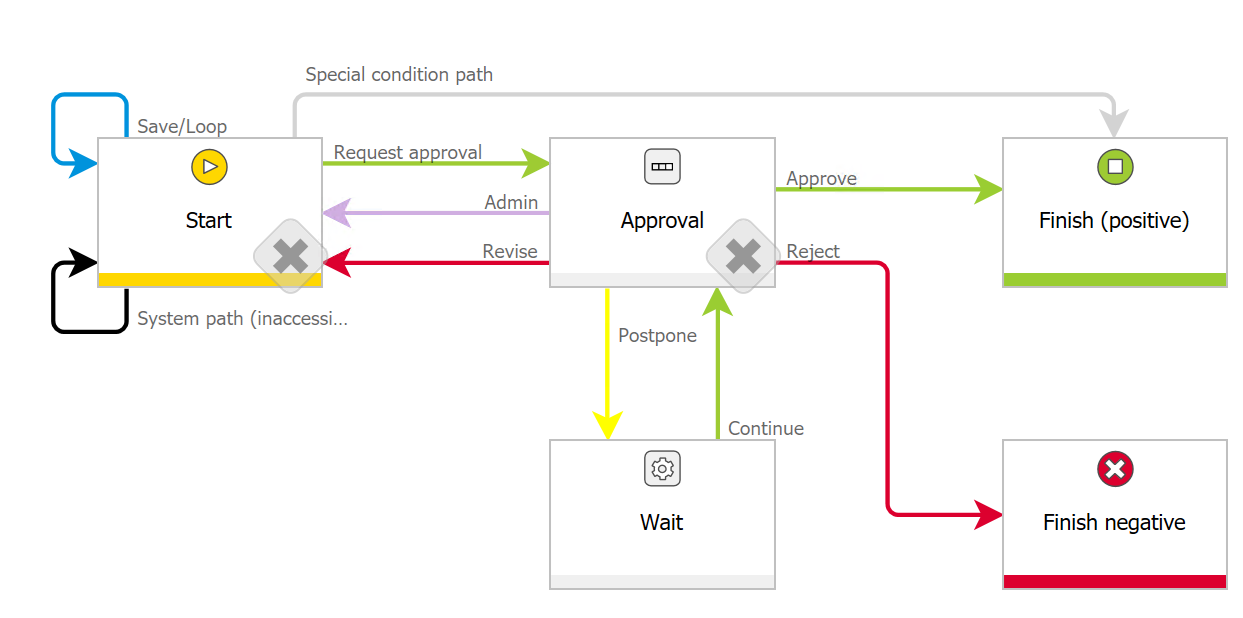 Special condition path
Save/Loop
Request approval
Approve
Admin
Start
Approval
Finish (positive)
Revise
Reject
System path (inaccessi...
Postpone
Continue
Wait
Finish negative